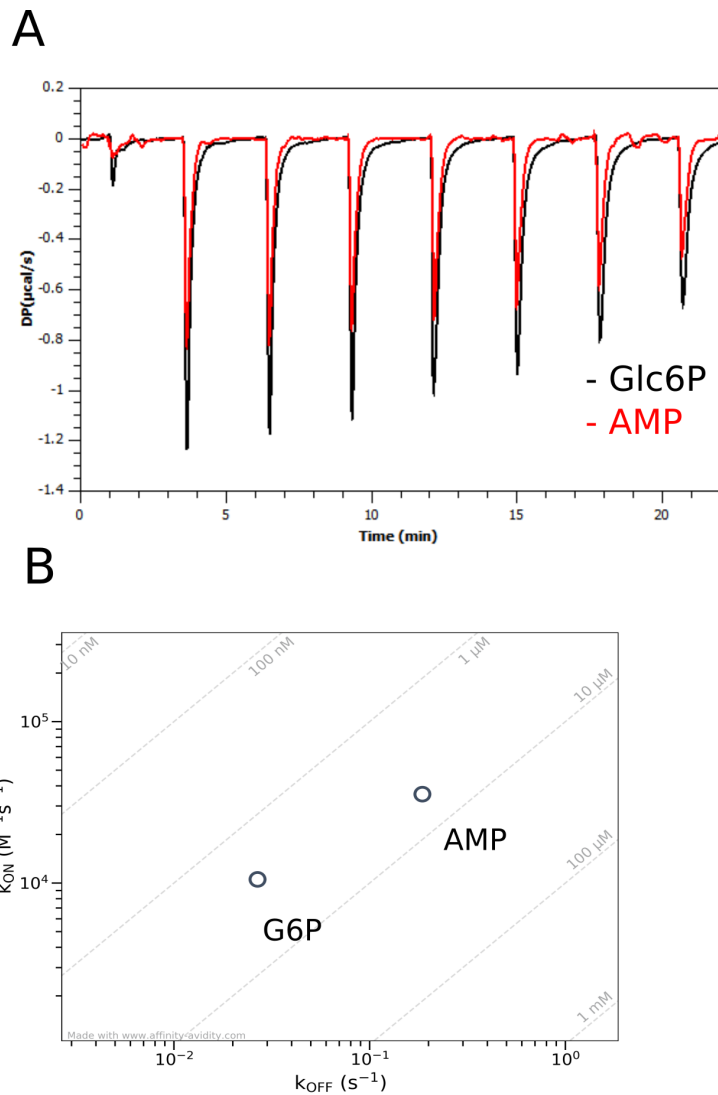 A
0.2
0
-0.2
-0.4
-0.6
-0.8
-1
-1.2
-1.4
DP(µcal/s)
0 5 10 15 20
Time (min)
- Glc6P
- AMP
B
10 nM
100 nM
1 µM
10 µM
100 µM
1 mM
10⁵
10⁴
AMP
G6P
Made with www.affinity-avidity.com
10⁻² 10⁻¹ 10⁰
k_OFF (s⁻¹)